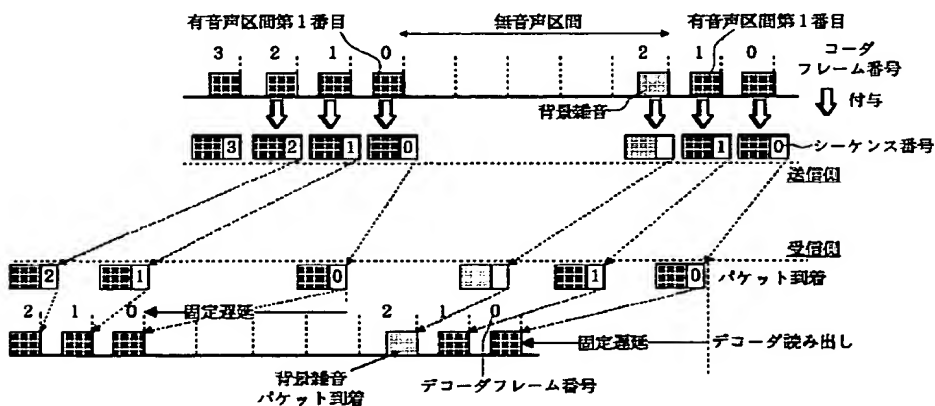 有音声区間第1番目
無音声区間
有音声区間第1番目
3 2 1 0 2 1 0
コーダ
フレーム番号
背景雑音
付与
3 2 1 0 1 0
シーケンス番号
送信側
受信側
2 1 0 1 0
パケット到着
2 1 0 固定遅延 2 1 0
固定遅延
デコーダ読み出し
背景雑音
パケット到着
デコーダフレーム番号